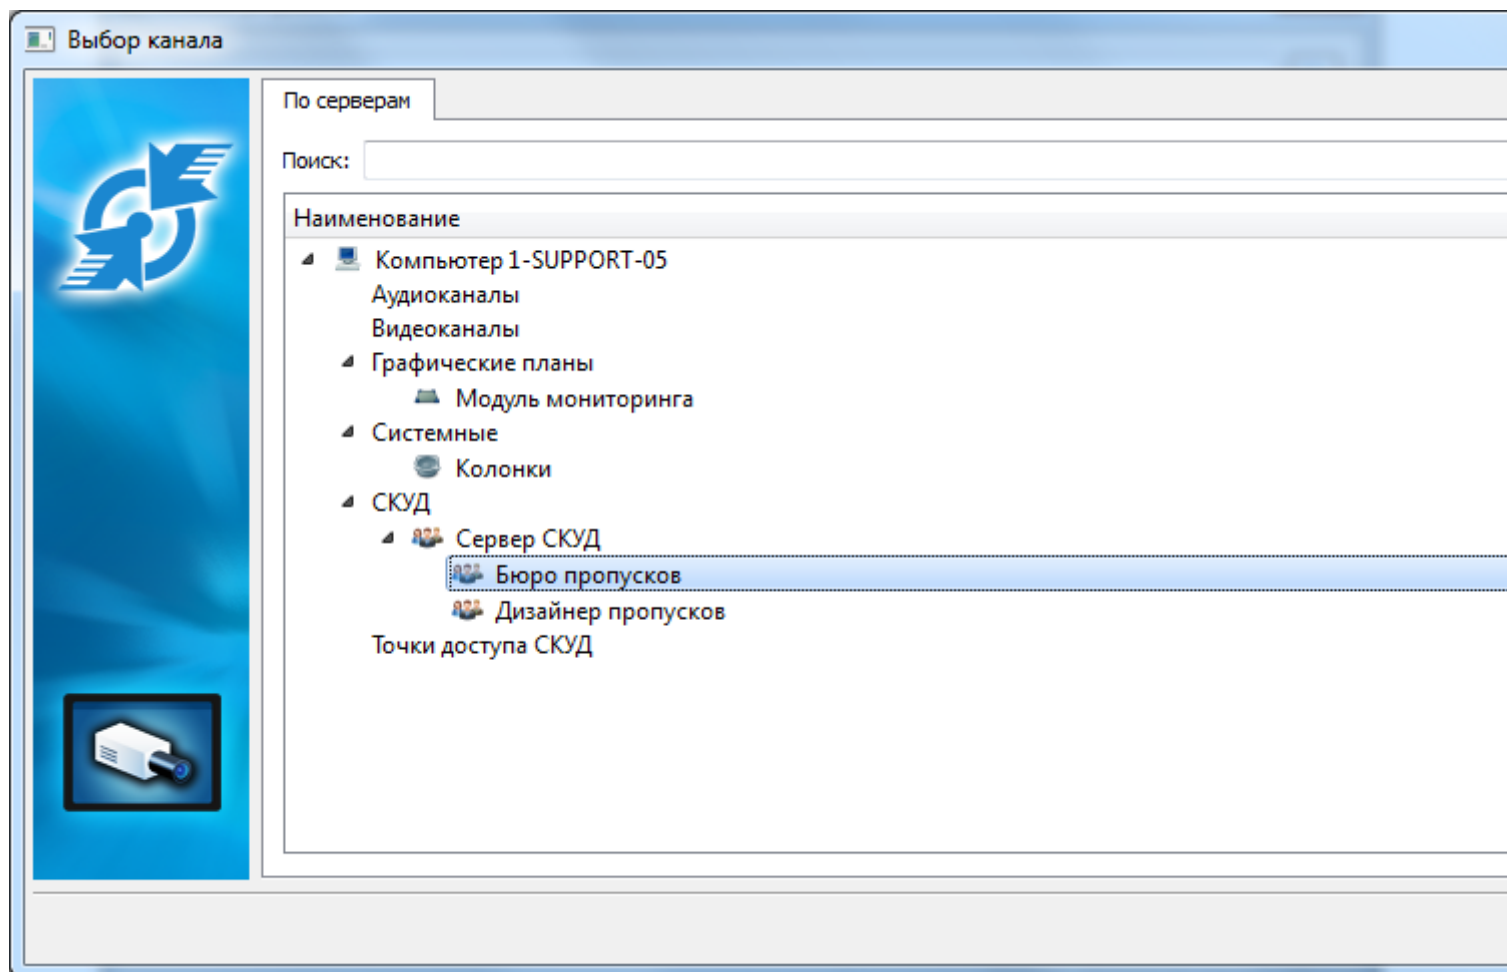 Выбор канала
По серверам
Поиск:
Наименование
Компьютер 1-SUPPORT-05
Аудиоканалы
Видеоканалы
Графические планы
Модуль мониторинга
Системные
Колонки
СКУД
Сервер СКУД
Бюро пропусков
Дизайнер пропусков
Точки доступа СКУД